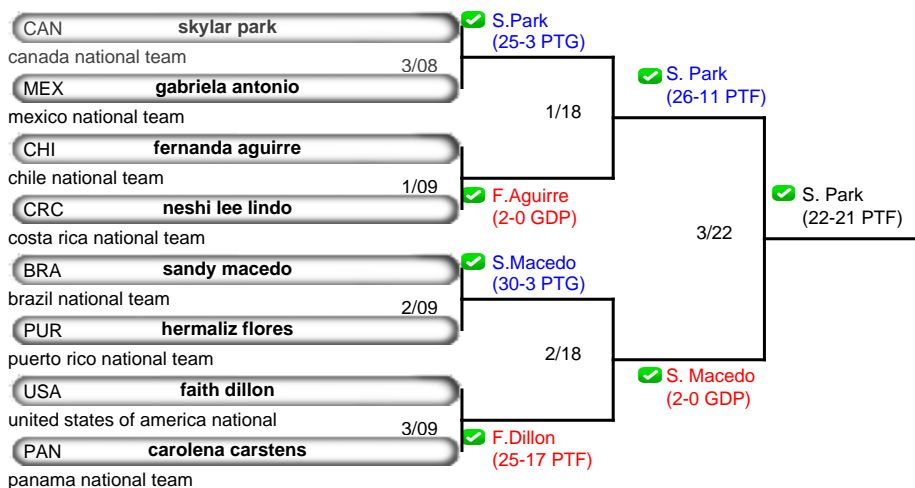 CAN skylar park
canada national team
3/08
MEX gabriela antonio
mexico national team
CHI fernanda aguirre
chile national team
1/09
CRC neshi lee lindo
costa rica national team
BRA sandy macedo
brazil national team
2/09
PUR hermaliz flores
puerto rico national team
USA faith dillon
united states of america national
3/09
PAN carolena carstens
panama national team
S.Park
(25-3 PTG)
1/18
F.Aguirre
(2-0 GDP)
S.Macedo
(30-3 PTG)
2/18
F.Dillon
(25-17 PTF)
S. Park
(26-11 PTF)
3/22
S. Macedo
(2-0 GDP)
S. Park
(22-21 PTF)